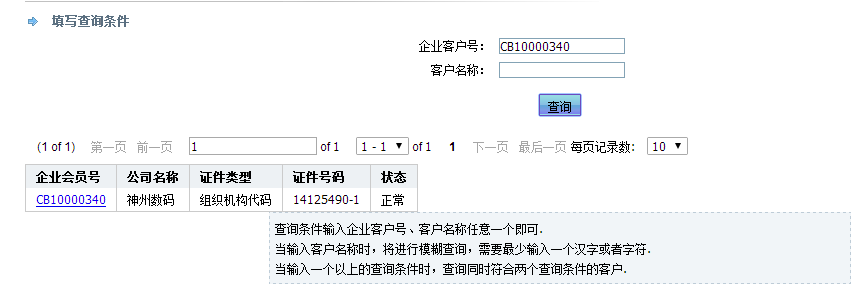 填写查询条件
企业客户号： CB10000340
客户名称：
查询
(1 of 1) 第一页 前一页 1 of 1 1 - 1 of 1 1 下一页 最后一页 每页记录数: 10
企业会员号 公司名称 证件类型 证件号码 状态
CB10000340 神州数码 组织机构代码 14125490-1 正常
查询条件输入企业客户号、客户名称任意一个即可.
当输入客户名称时，将进行模糊查询，需要最少输入一个汉字或者字符.
当输入一个以上的查询条件时，查询同时符合两个查询条件的客户.